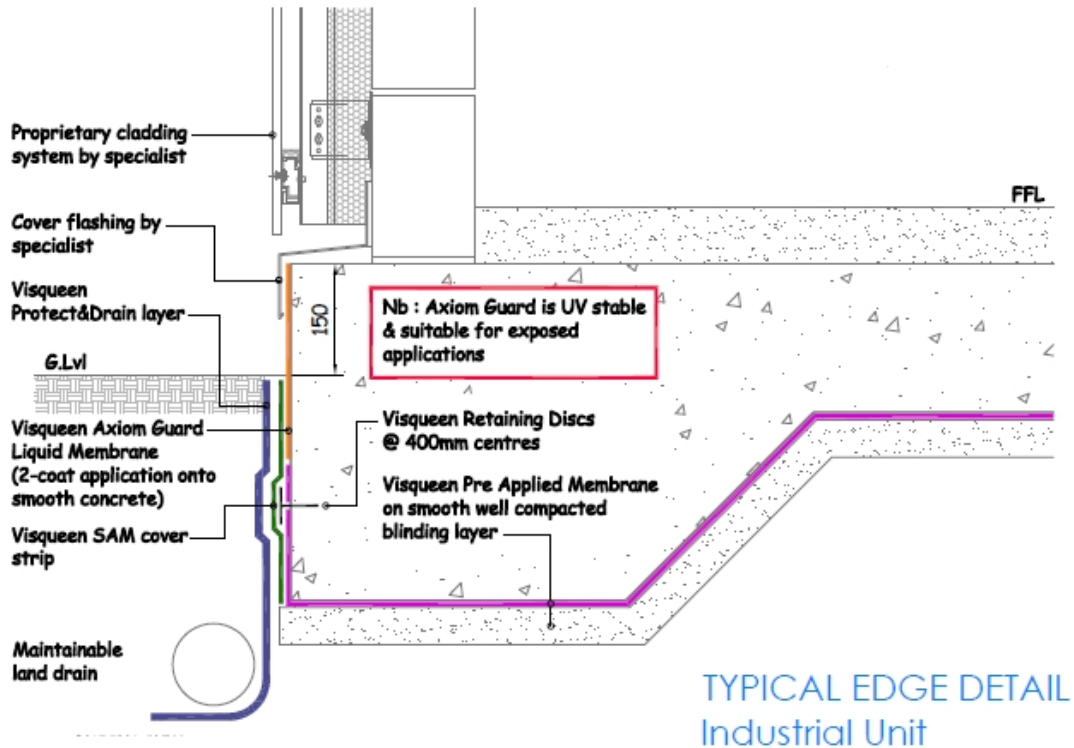 Proprietary cladding
system by specialist
FFL
Cover flashing by
specialist
Visqueen
Protect&Drain layer
150
Nb : Axiom Guard is UV stable
& suitable for exposed
applications
G.Lvl
Visqueen Axiom Guard
Liquid Membrane
(2-coat application onto
smooth concrete)
Visqueen Retaining Discs
@ 400mm centres
Visqueen Pre Applied Membrane
on smooth well compacted
blinding layer
Visqueen SAM cover
strip
Maintainable
land drain
TYPICAL EDGE DETAIL
Industrial Unit